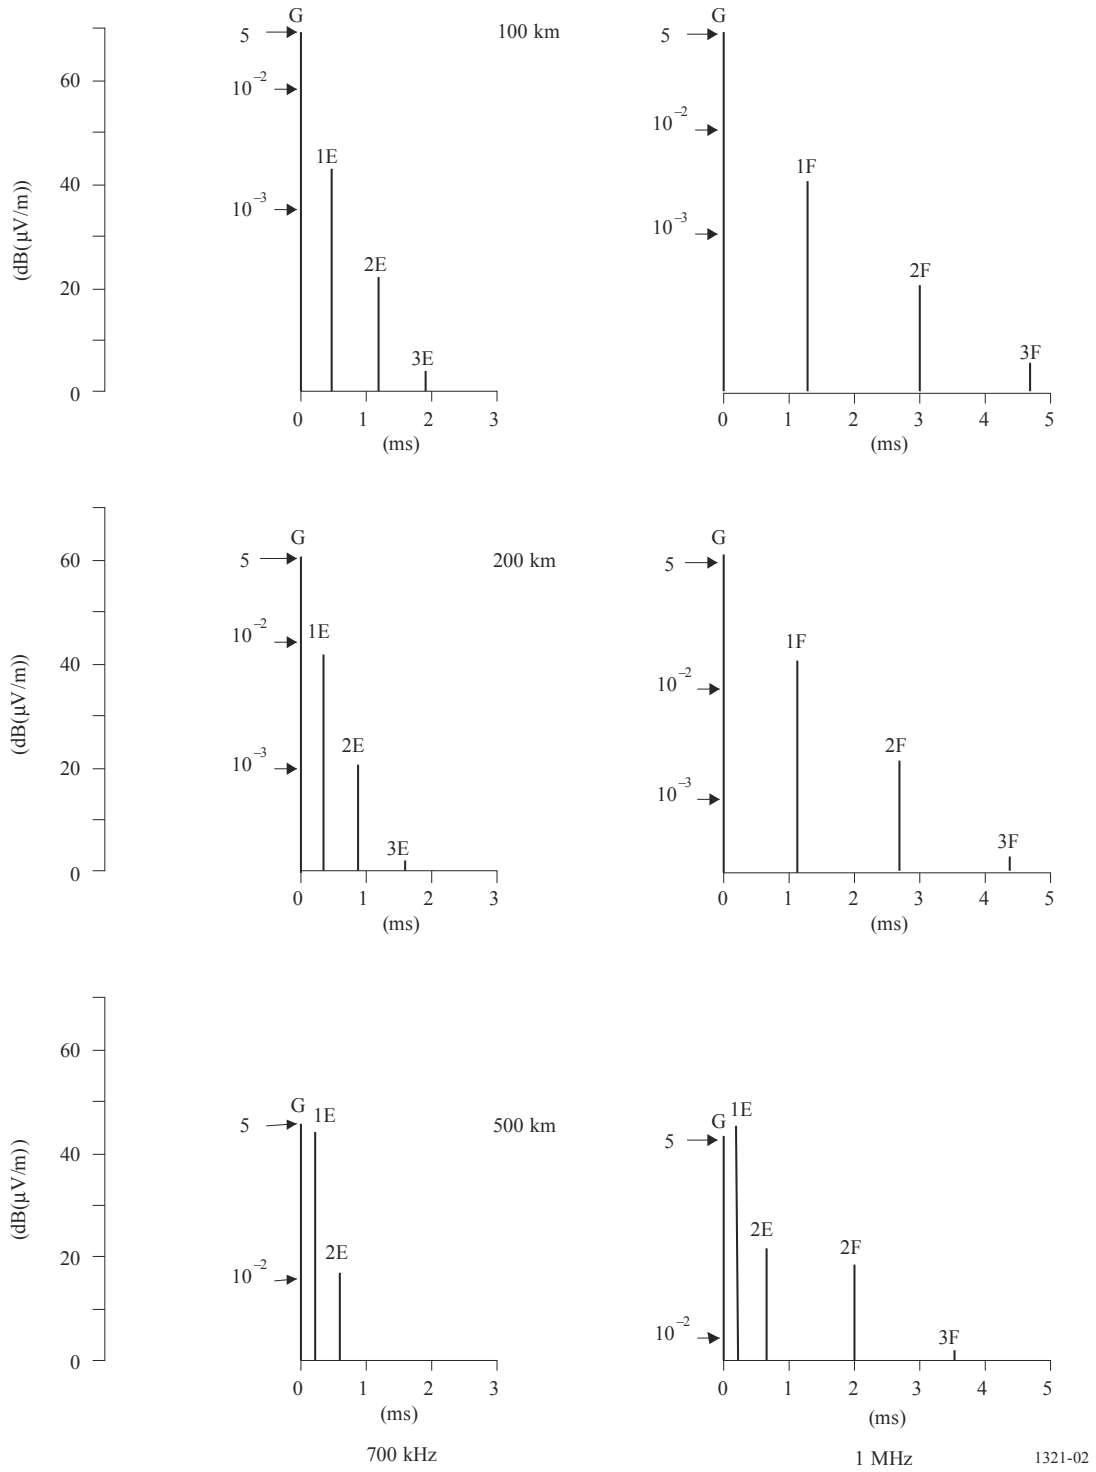 G
5
100 km
10⁻²
1E
10⁻³
2E
3E
(dB(μV/m))
60
40
20
0
0 1 2 3
(ms)
G
5
10⁻²
1F
10⁻³
2F
3F
0 1 2 3 4 5
(ms)
G
5
200 km
10⁻²
1E
10⁻³
2E
3E
(dB(μV/m))
60
40
20
0
0 1 2 3
(ms)
G
5
1F
10⁻²
2F
10⁻³
3F
0 1 2 3 4 5
(ms)
G
5
1E
500 km
2E
10⁻²
(dB(μV/m))
60
40
20
0
0 1 2 3
(ms)
700 kHz
1E
G
5
2E
2F
10⁻²
3F
0 1 2 3 4 5
(ms)
1 MHz
1321-02